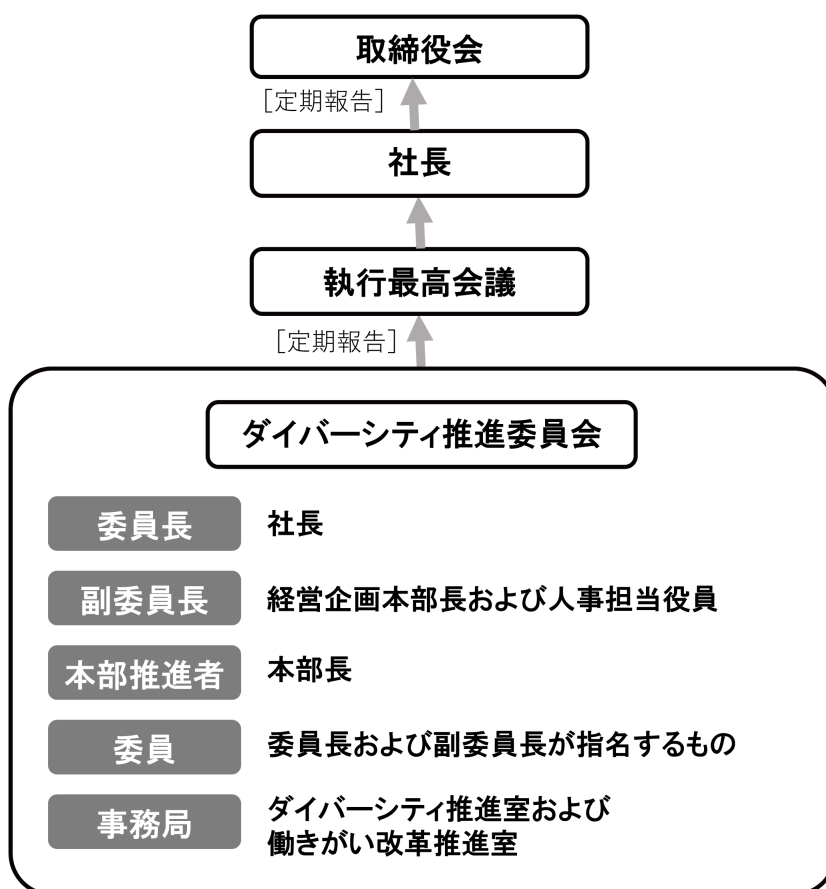 取締役会
［定期報告］
社長
執行最高会議
［定期報告］
ダイバーシティ推進委員会
委員長 社長
副委員長 経営企画本部長および人事担当役員
本部推進者 本部長
委員 委員長および副委員長が指名するもの
事務局 ダイバーシティ推進室および
働きがい改革推進室